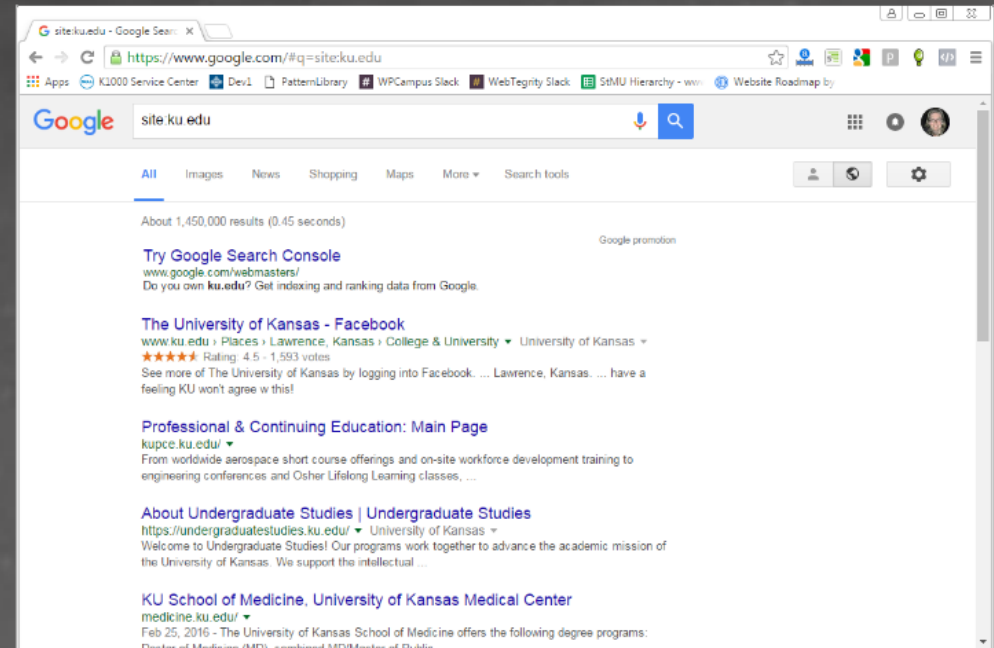 site:ku.edu - Google Sear
https://www.google.com/#q=site:ku.edu
Apps K1000 Service Center Dev1 PatternLibrary WPCampus Slack WebTegrity Slack StMU Hierarchy - www Website Roadmap by
Google site:ku.edu
All Images News Shopping Maps More Search tools
About 1,450,000 results (0.45 seconds)
Google promotion
Try Google Search Console
www.google.com/webmasters/
Do you own ku.edu? Get indexing and ranking data from Google.
The University of Kansas - Facebook
www.ku.edu › Places › Lawrence, Kansas › College & University ▼ University of Kansas ▼
Rating: 4.5 - 1,593 votes
See more of The University of Kansas by logging into Facebook. ... Lawrence, Kansas. ... have a
feeling KU won't agree w this!
Professional & Continuing Education: Main Page
kupce.ku.edu/ ▼
From worldwide aerospace short course offerings and on-site workforce development training to
engineering conferences and Osher Lifelong Learning classes, ...
About Undergraduate Studies | Undergraduate Studies
https://undergraduatestudies.ku.edu/ ▼ University of Kansas ▼
Welcome to Undergraduate Studies! Our programs work together to advance the academic mission of
the University of Kansas. We support the intellectual ...
KU School of Medicine, University of Kansas Medical Center
medicine.ku.edu/ ▼
Feb 25, 2016 - The University of Kansas School of Medicine offers the following degree programs: